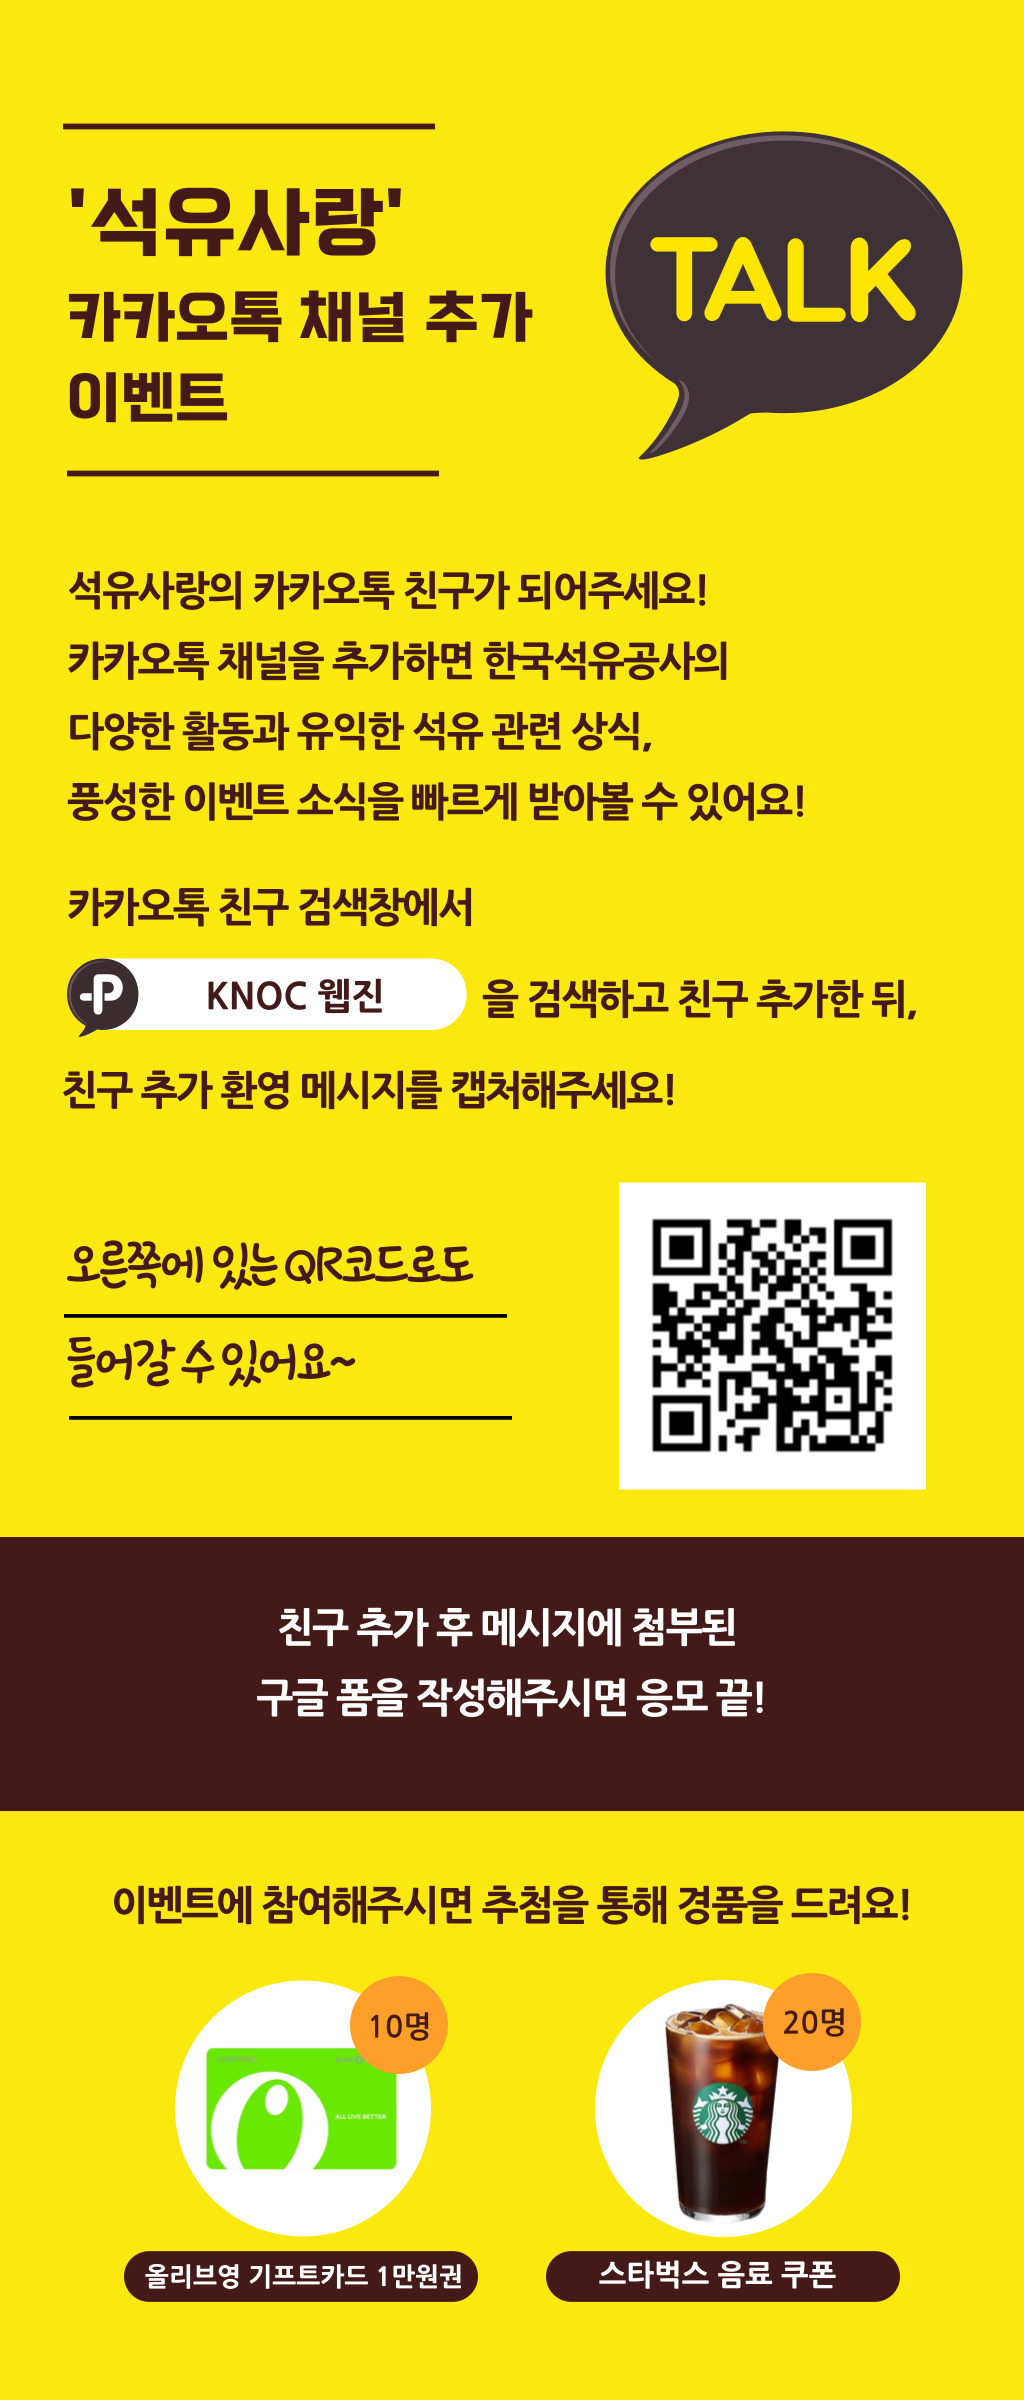 '석유사랑'
카카오톡 채널 추가
이벤트
TALK
석유사랑의 카카오톡 친구가 되어주세요!
카카오톡 채널을 추가하면 한국석유공사의
다양한 활동과 유익한 석유 관련 상식,
풍성한 이벤트 소식을 빠르게 받아볼 수 있어요!
카카오톡 친구 검색창에서
+P KNOC 웹진 을 검색하고 친구 추가한 뒤,
친구 추가 환영 메시지를 캡처해주세요!
오른쪽에 있는 QR코드로도
들어갈 수 있어요~
친구 추가 후 메시지에 첨부된
구글 폼을 작성해주시면 응모 끝!
이벤트에 참여해주시면 추첨을 통해 경품을 드려요!
10명
20명
ALL LIVE BETTER
올리브영 기프트카드 1만원권
스타벅스 음료 쿠폰